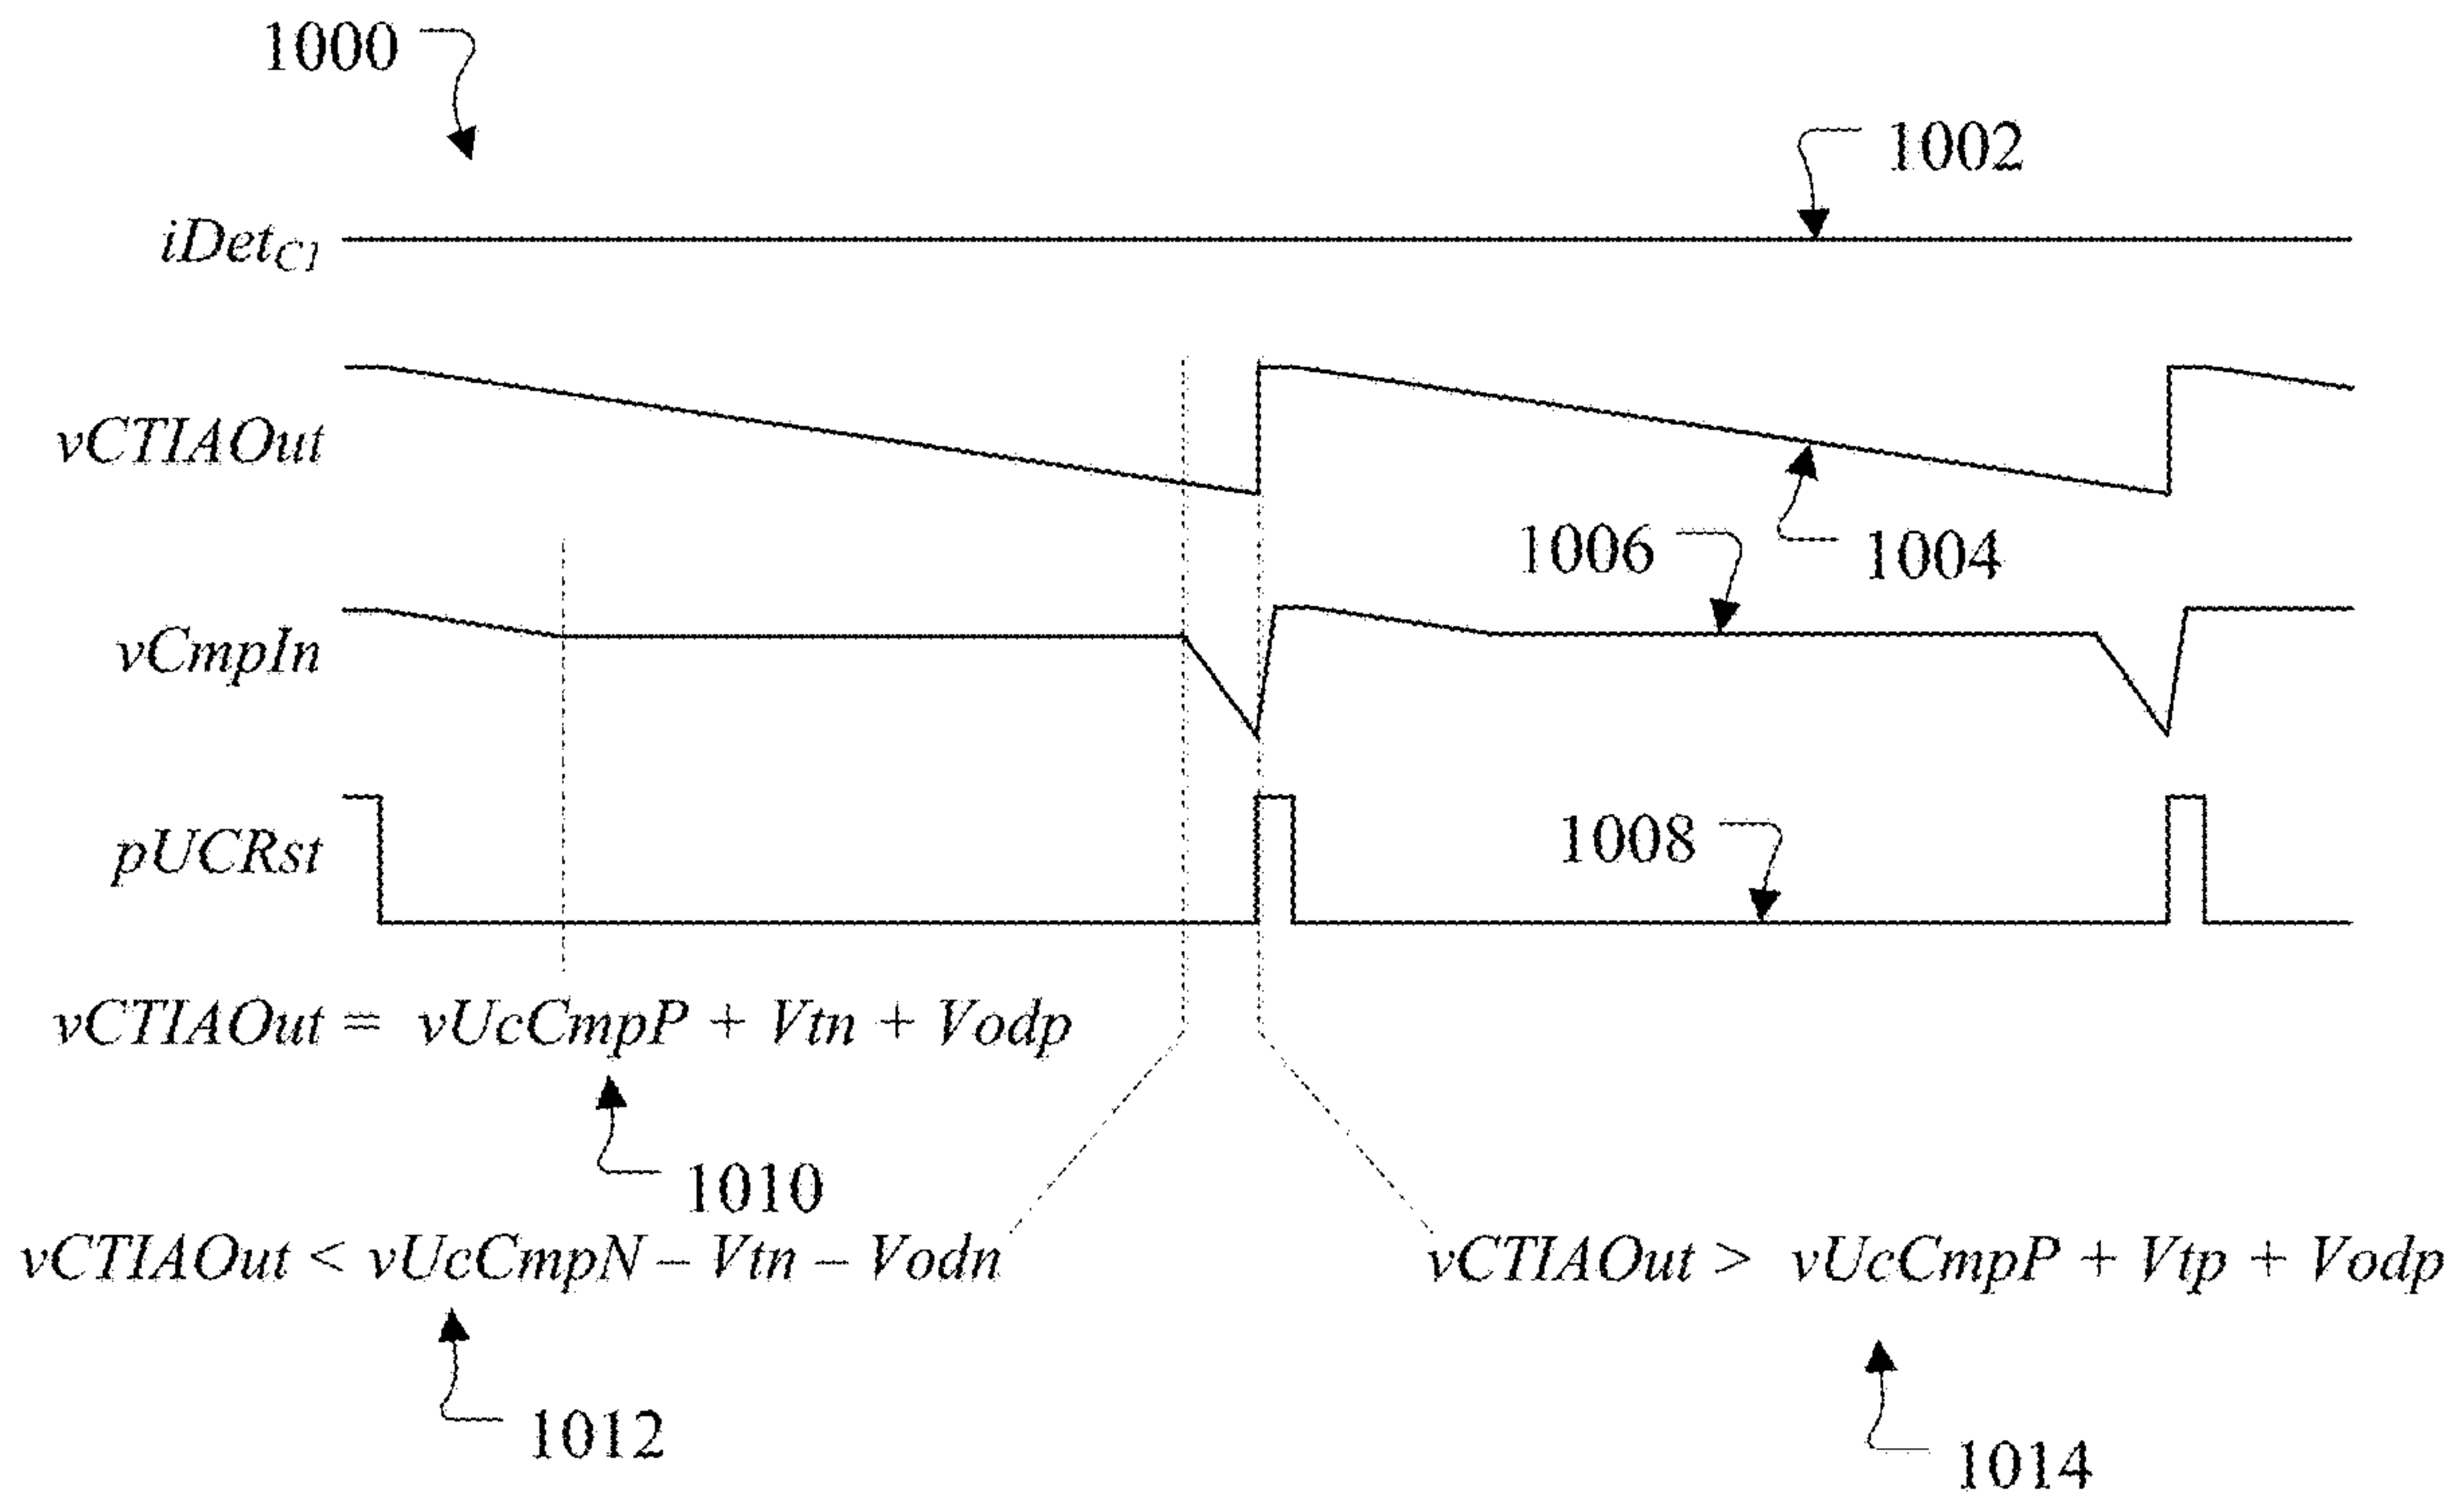 1000
1002
iDetC1
vCTIAOut
1006
1004
vCmpIn
pUCRst
1008
vCTIAOut = vUcCmpP + Vtn + Vodp
1010
vCTIAOut < vUcCmpN – Vtn – Vodn
vCTIAOut > vUcCmpP + Vtp + Vodp
1012
1014